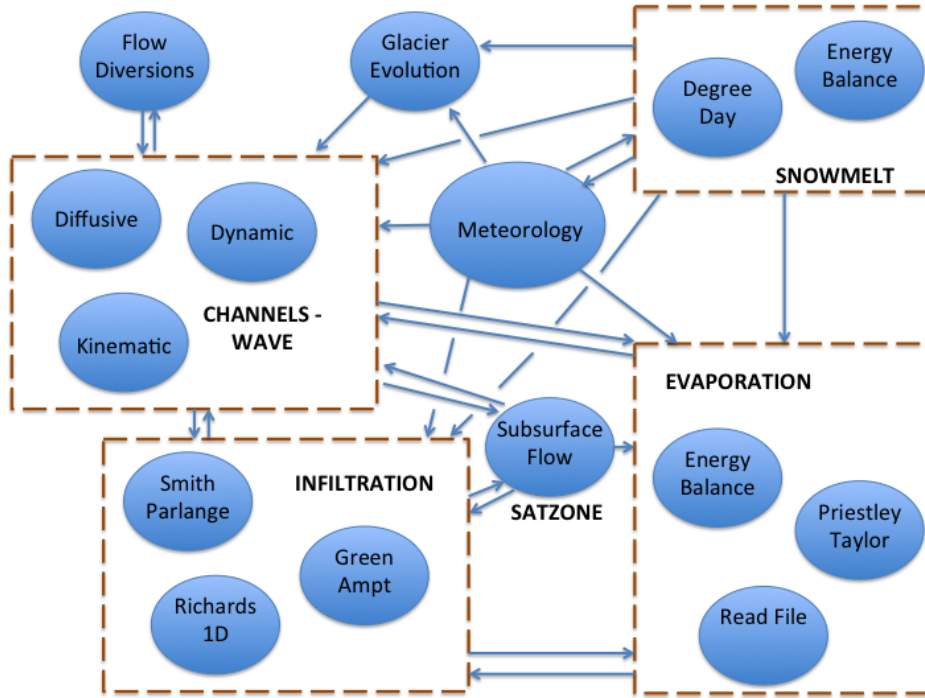 Flow
Diversions
Glacier
Evolution
Energy
Balance
Degree
Day
SNOWMELT
Diffusive
Dynamic
Meteorology
CHANNELS -
WAVE
Kinematic
EVAPORATION
Subsurface
Flow
SATZONE
INFILTRATION
Smith
Parlange
Green
Ampt
Richards
1D
Energy
Balance
Priestley
Taylor
Read File